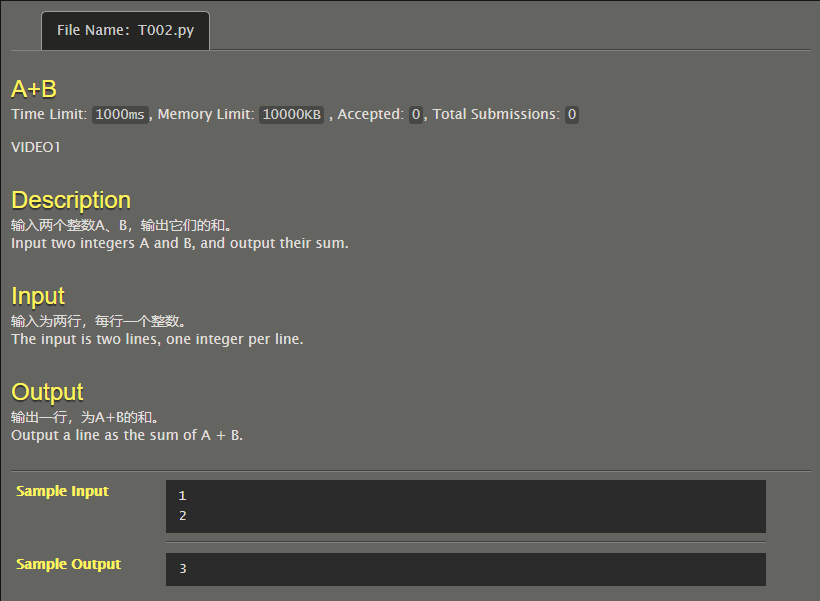 File Name: T002.py
A+B
Time Limit: 1000ms, Memory Limit: 10000KB , Accepted: 0, Total Submissions: 0
VIDEO1
Description
输入两个整数A、B，输出它们的和。
Input two integers A and B, and output their sum.
Input
输入为两行，每行一个整数。
The input is two lines, one integer per line.
Output
输出一行，为A+B的和。
Output a line as the sum of A + B.
Sample Input
1
2
Sample Output
3